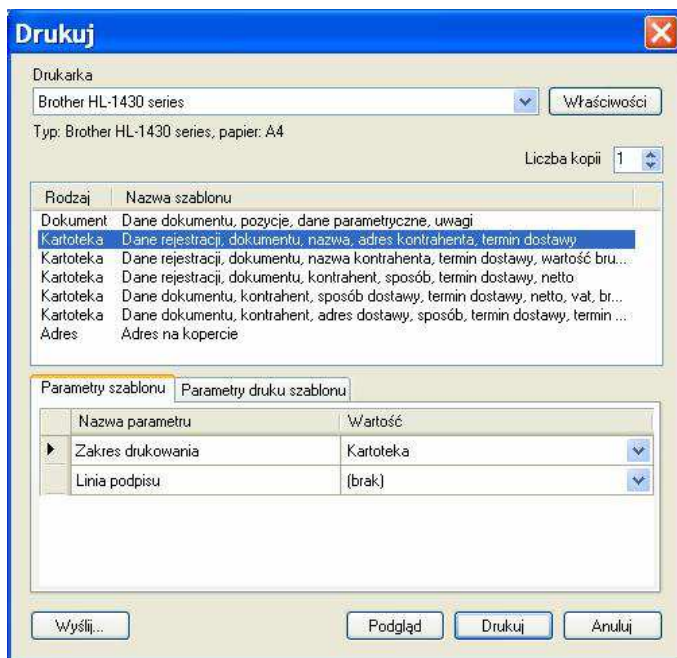 Drukuj
Drukarka
Brother HL-1430 series
Właściwości
Typ: Brother HL-1430 series, papier: A4
Liczba kopii 1
Rodzaj Nazwa szablonu
Dokument Dane dokumentu, pozycje, dane parametryczne, uwagi
Kartoteka Dane rejestracji, dokumentu, nazwa, adres kontrahenta, termin dostawy
Kartoteka Dane rejestracji, dokumentu, nazwa kontrahenta, termin dostawy, wartość bru...
Kartoteka Dane rejestracji, dokumentu, kontrahent, sposób, termin dostawy, netto
Kartoteka Dane dokumentu, kontrahent, sposób dostawy, termin dostawy, netto, vat, br...
Kartoteka Dane dokumentu, kontrahent, adres dostawy, sposób, termin dostawy, termin ...
Adres Adres na kopercie
Parametry szablonu Parametry druku szablonu
Nazwa parametru Wartość
Zakres drukowania Kartoteka
Linia podpisu (brak)
Wyślij... Podgląd Drukuj Anuluj